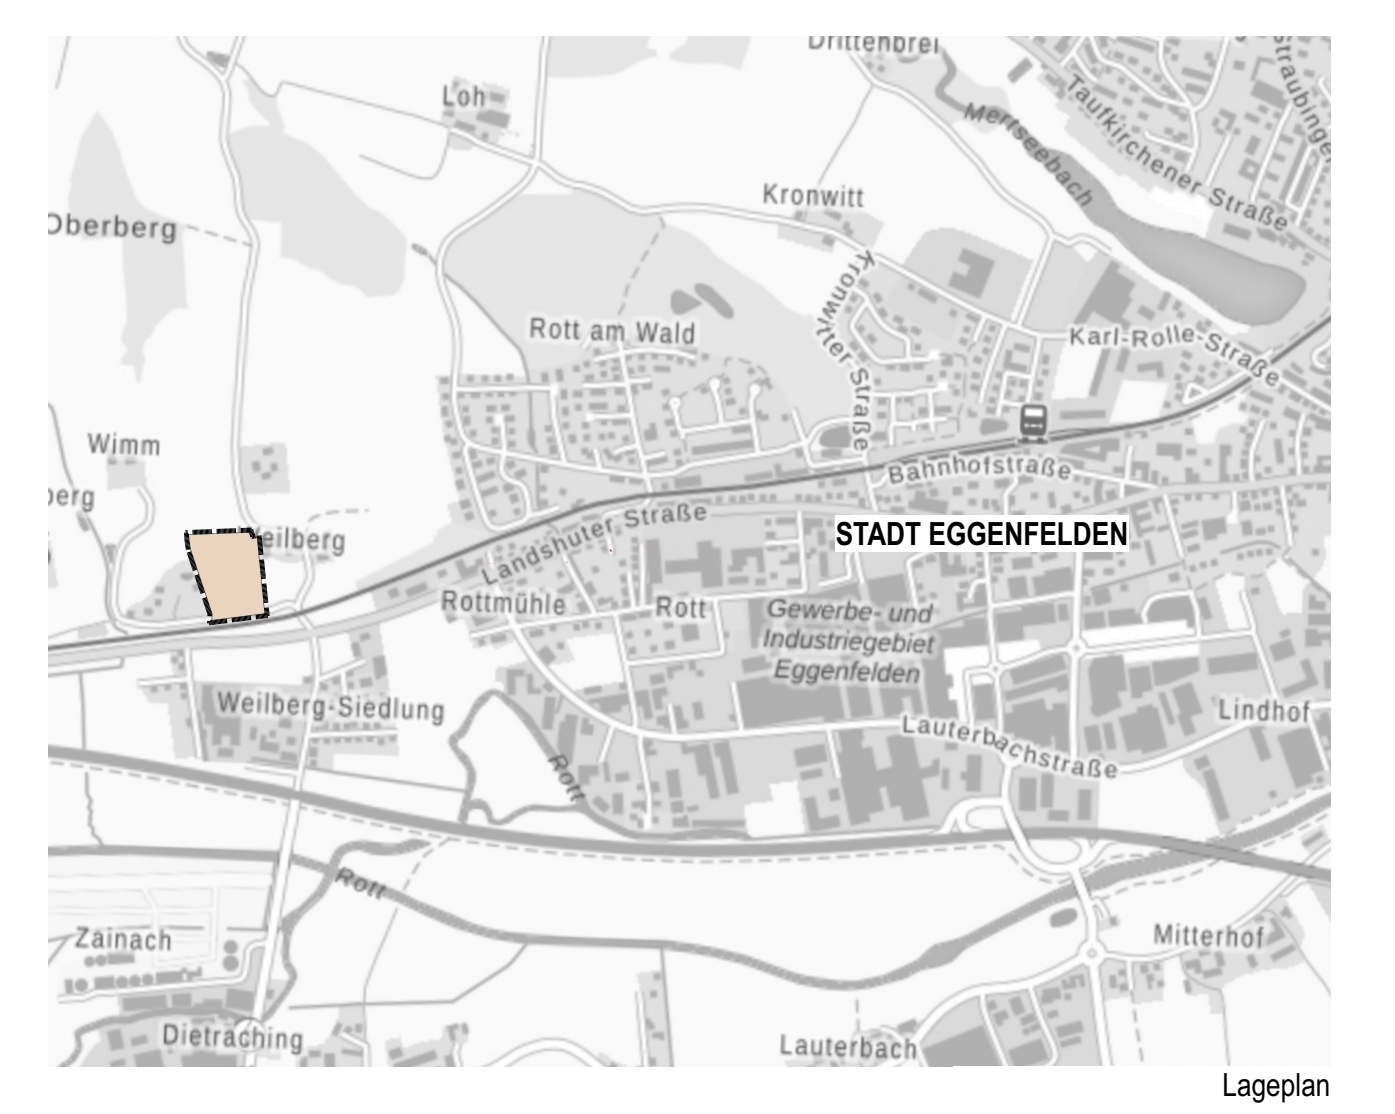 Drittenbrei
Loh
Taufkirchener Straße
Mertseebach
Kronwitt
Oberberg
Kronwitter Straße
Rott am Wald
Karl-Rolle-Straße
Wimm
Bahnhofstraße
berg
Landshuter Straße
STADT EGGENFELDEN
eilberg
Rottmühle
Rott
Gewerbe- und
Industriegebiet
Eggenfelden
Weilberg-Siedlung
Lindhof
Lauterbachstraße
Rott
Rott
Zainach
Mitterhof
Dietraching
Lauterbach
Lageplan